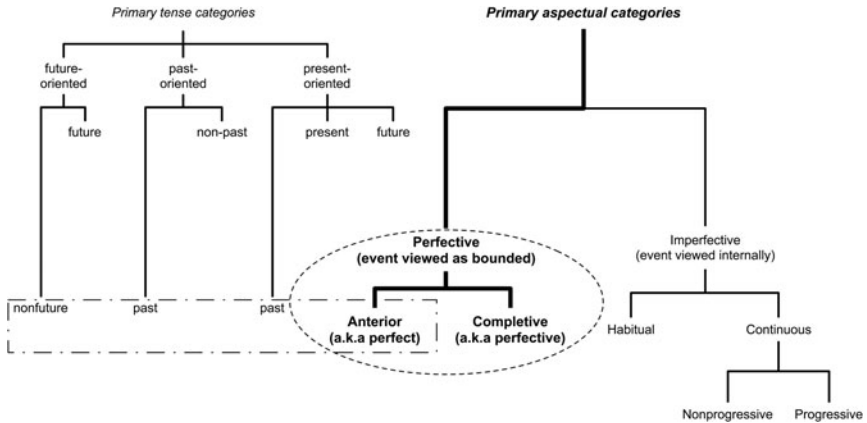 Primary tense categories
Primary aspectual categories
future-
oriented
past-
oriented
present-
oriented
future
non-past
present
future
Perfective
(event viewed as bounded)
Imperfective
(event viewed internally)
nonfuture
past
past
Anterior
(a.k.a perfect)
Completive
(a.k.a perfective)
Habitual
Continuous
Nonprogressive
Progressive